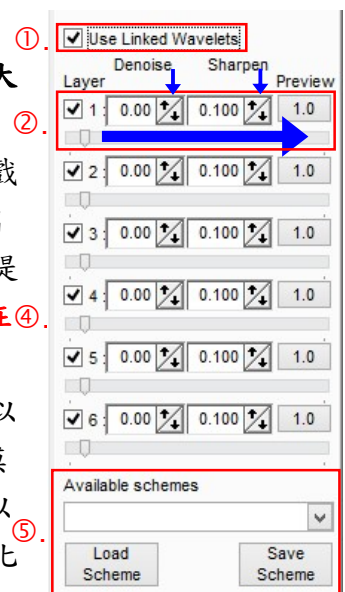 ①. Use Linked Wavelets
Denoise Sharpen
大 Layer Preview
②. 1: 0.00 0.100 1.0
2: 0.00 0.100 1.0
3: 0.00 0.100 1.0
提
④. 4: 0.00 0.100 1.0
5: 0.00 0.100 1.0
以 6: 0.00 0.100 1.0
Available schemes
以
⑤.
Load Save
Scheme Scheme